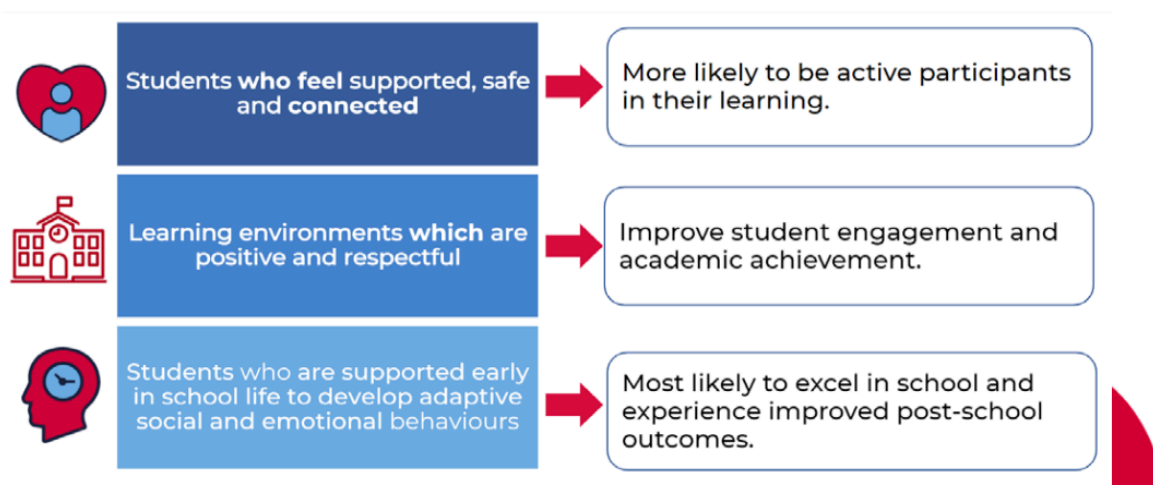 Students who feel supported, safe
and connected
More likely to be active participants
in their learning.
Learning environments which are
positive and respectful
Improve student engagement and
academic achievement.
Students who are supported early
in school life to develop adaptive
social and emotional behaviours
Most likely to excel in school and
experience improved post-school
outcomes.